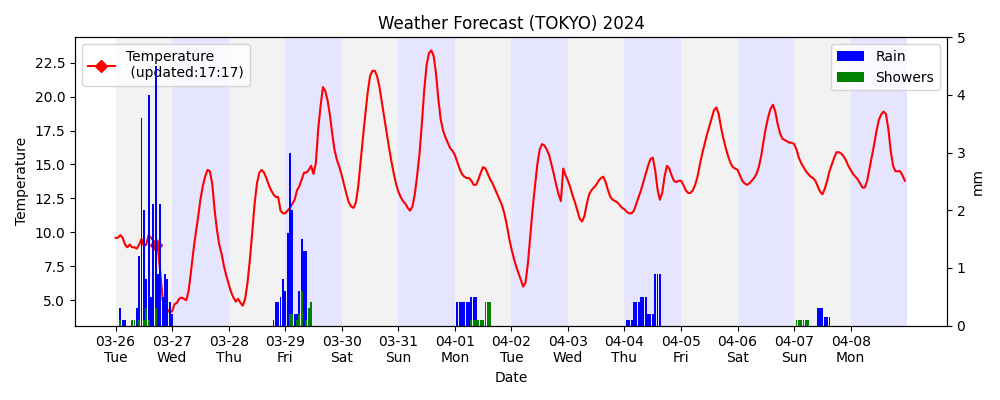 Weather Forecast (TOKYO) 2024
Temperature
(updated:17:17)
Rain
Showers
22.5
20.0
17.5
15.0
12.5
10.0
7.5
5.0
Temperature
5
4
3
2
1
0
mm
03-26 03-27 03-28 03-29 03-30 03-31 04-01 04-02 04-03 04-04 04-05 04-06 04-07 04-08
Tue Wed Thu Fri Sat Sun Mon Tue Wed Thu Fri Sat Sun Mon
Date